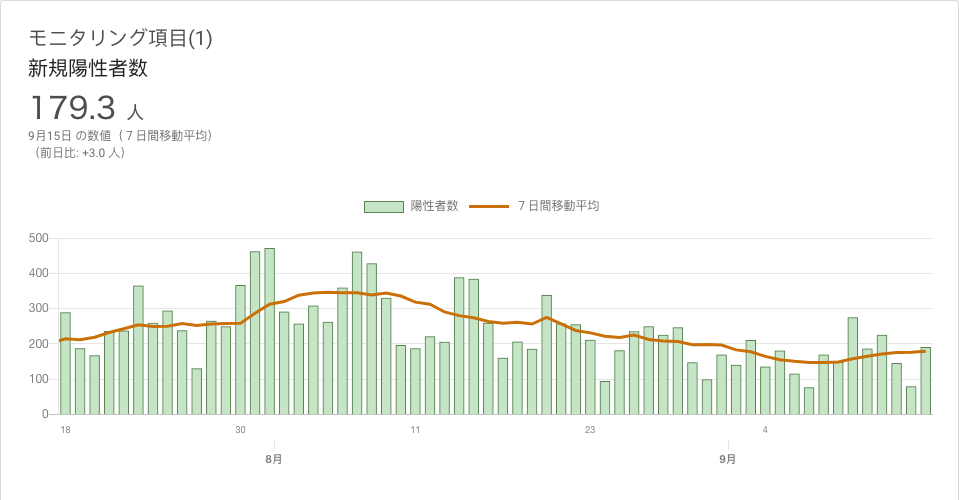 モニタリング項目(1)
新規陽性者数
179.3 人
9月15日 の数値（７日間移動平均）
（前日比: +3.0 人）
陽性者数 ７日間移動平均
500
400
300
200
100
0
18 30 11 23 4
8月 9月